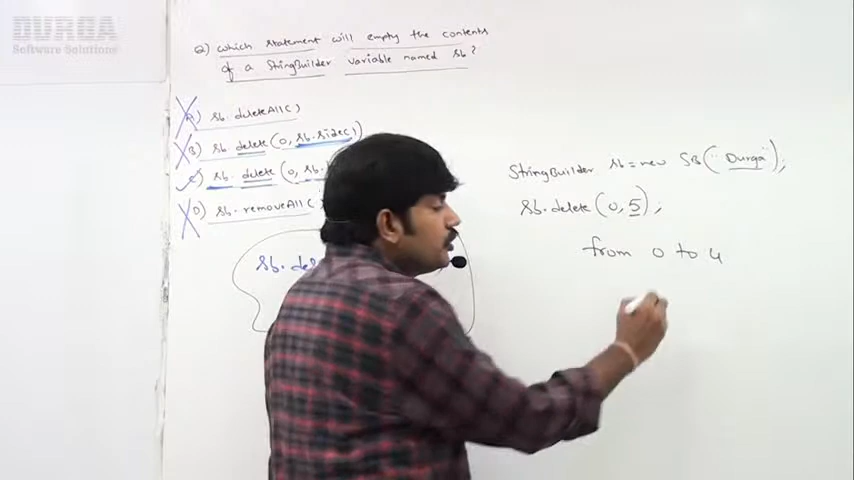 DURGA
Software Solutions
Q) Which statement will empty the contents
of a StringBuilder variable named sb?
A) sb.deleteAll()
B) sb.delete(0, sb.size()
C) sb.delete(0, sb.
D) sb.removeAll(
sb.del
StringBuilder sb = new SB("Durga");
sb.delete(0,5);
from 0 to 4